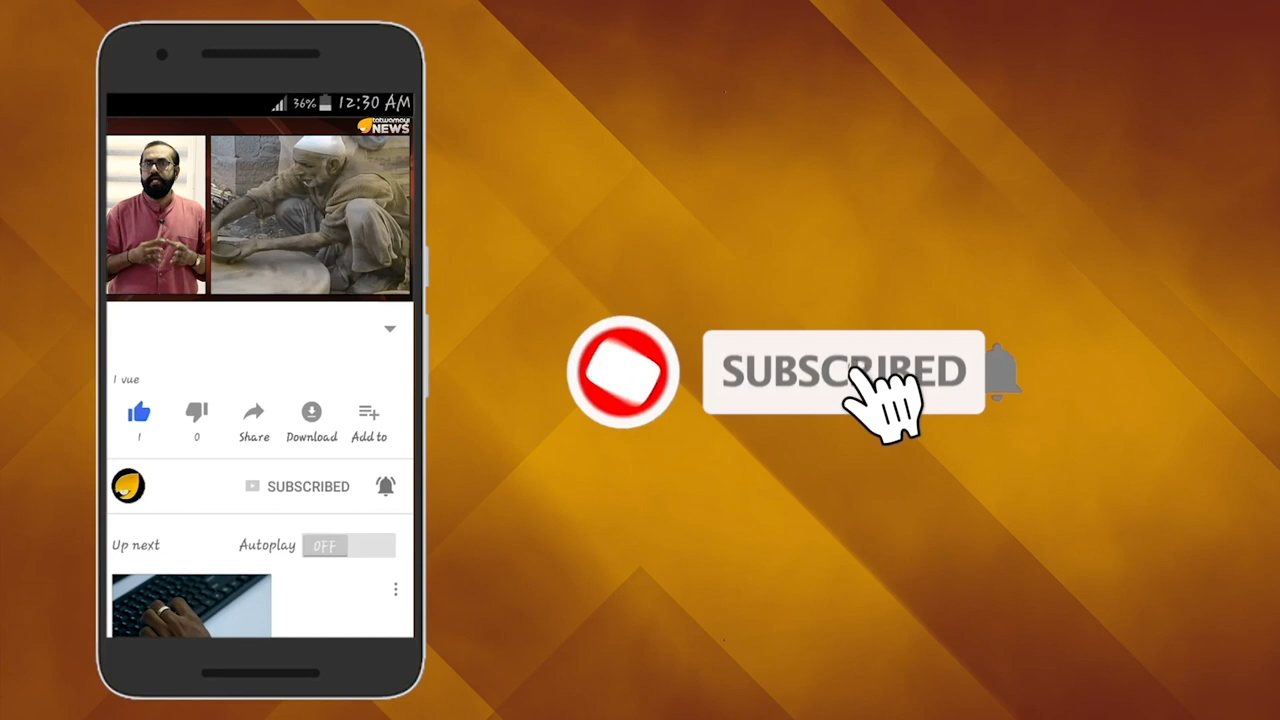 36% 12:30 AM
tatwamayi
NEWS
1 vue
1
0
Share
Download
Add to
SUBSCRIBED
Up next
Autoplay
OFF
SUBSCRIBED